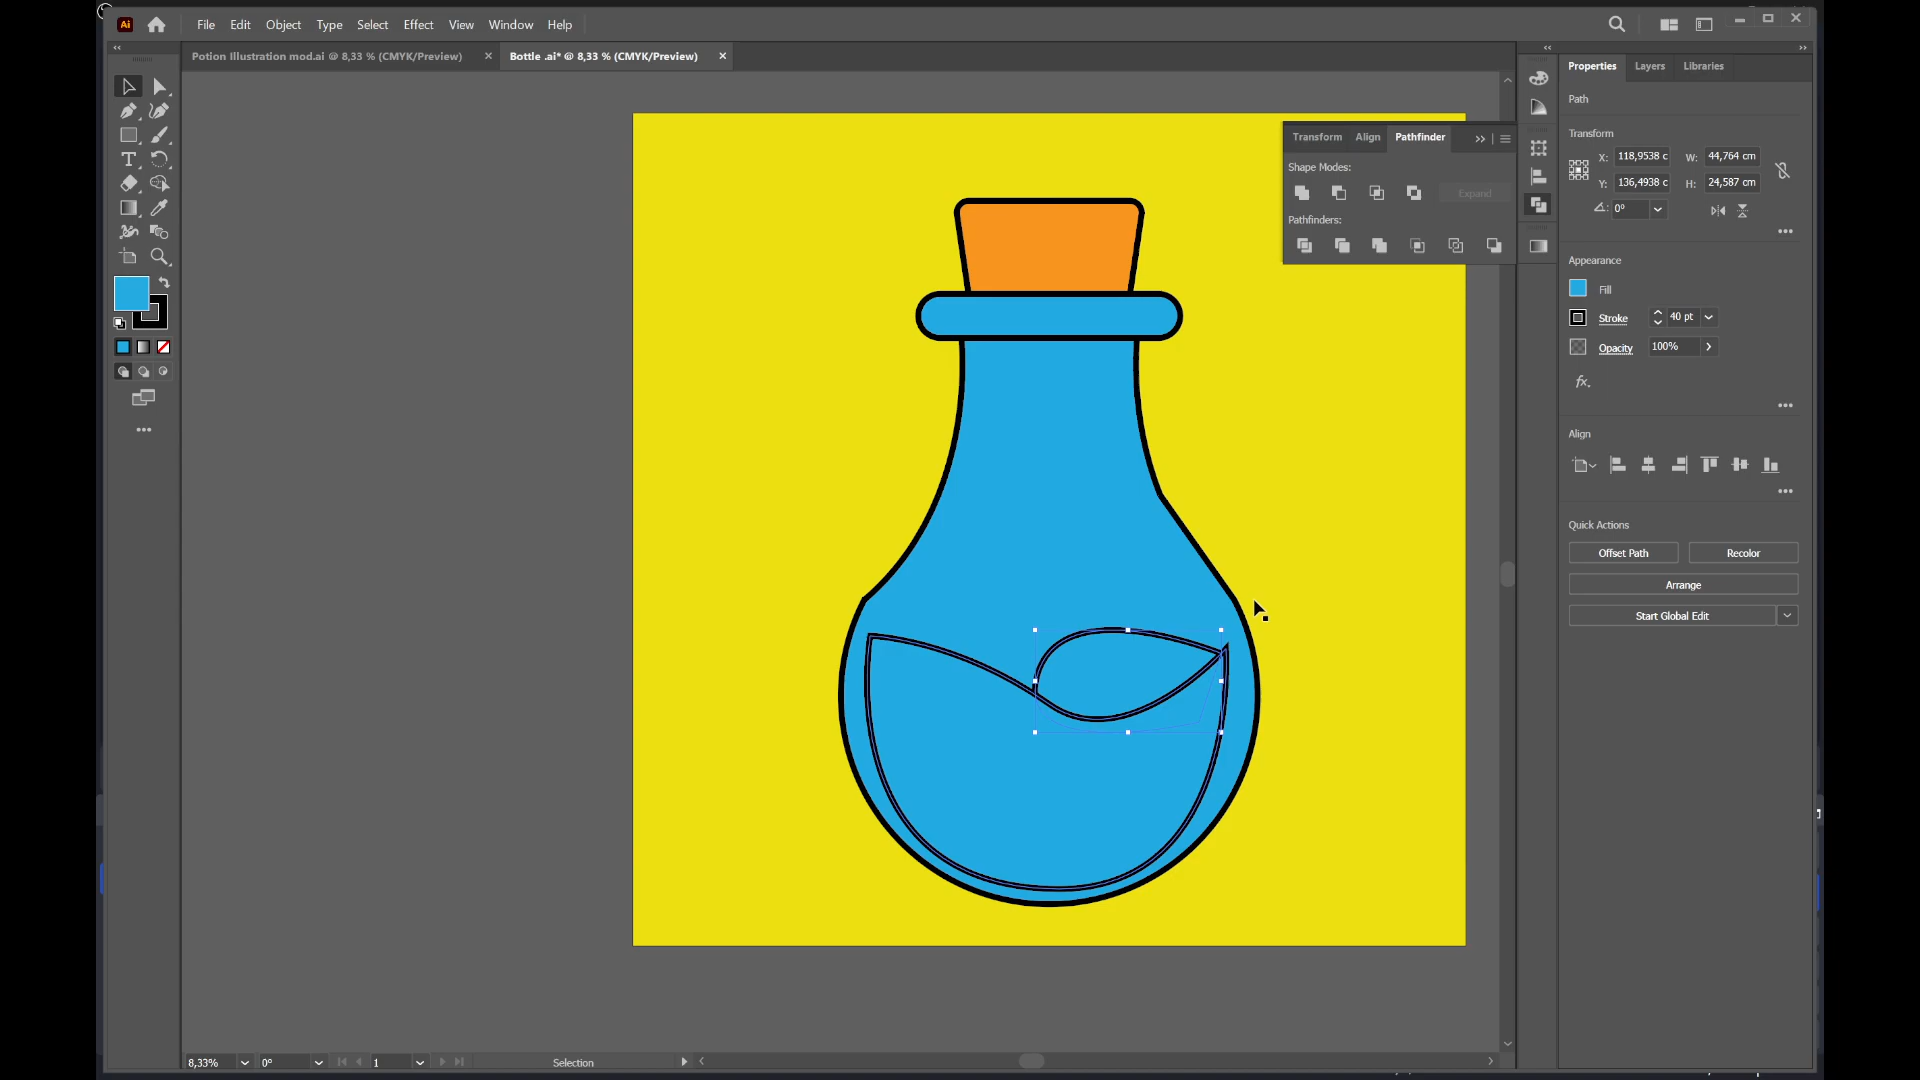 Ai File Edit Object Type Select Effect View Window Help
Potion Illustration mod.ai @ 8,33 % (CMYK/Preview) Bottle .ai* @ 8,33 % (CMYK/Preview)
Properties Layers Libraries
Path
Transform
X: 118,9538 c W: 44,764 cm
Y: 136,4938 c H: 24,587 cm
0°
Transform Align Pathfinder
Shape Modes:
Expand
Pathfinders:
Appearance
Fill
Stroke 40 pt
Opacity 100%
fx
Align
Quick Actions
Offset Path Recolor
Arrange
Start Global Edit
8,33% 0° 1 Selection